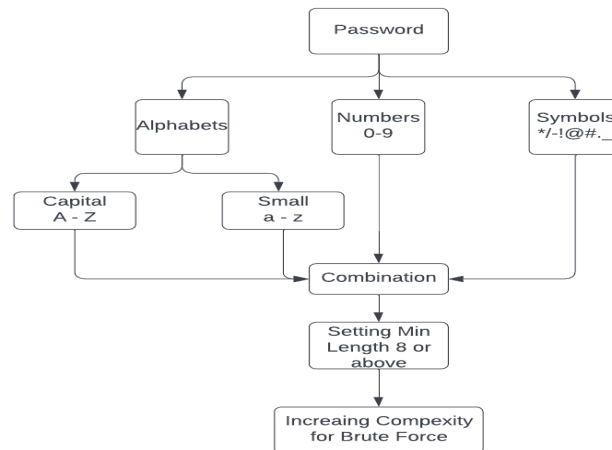 Password
Alphabets
Numbers
0-9
Symbols
*/-!@#._
Capital
A - Z
Small
a - z
Combination
Setting Min
Length 8 or
above
Increaing Compexity
for Brute Force